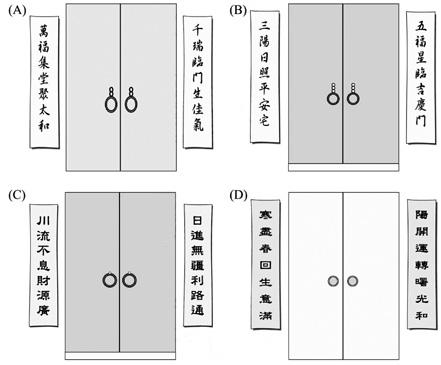 (A)
千瑞臨門生佳氣
萬福集堂聚太和
(B)
五福星臨吉慶門
三陽日照平安宅
(C)
日進無疆利路通
川流不息財源廣
(D)
陽開運轉曙光和
寒盡春回生意滿